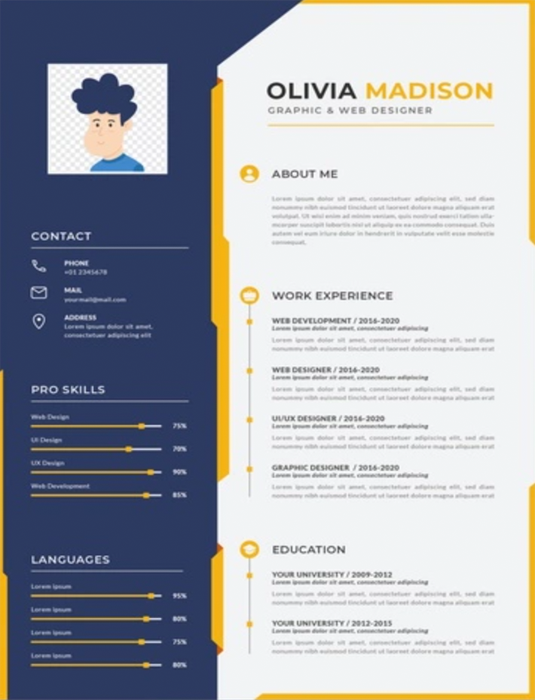 OLIVIA MADISON
GRAPHIC & WEB DESIGNER
CONTACT
PHONE
+01 2345678
MAIL
yourmail@mail.com
ADDRESS
Lorem ipsum dolor sit amet,
consectetuer adipiscing elit
PRO SKILLS
Web Design
75%
UI Design
70%
UX Design
90%
Web Development
85%
LANGUAGES
Lorem ipsum
95%
Lorem ipsum
80%
Lorem ipsum
75%
Lorem ipsum
80%
ABOUT ME
Lorem ipsum dolor sit amet, consectetuer adipiscing elit, sed diam
nonummy nibh euismod tincidunt ut laoreet dolore magna aliquam erat
volutpat. Ut wisi enim ad minim veniam, quis nostrud exerci tation ulla-
mcorper suscipit lobortis nisl ut aliquip ex ea commodo consequat. Duis
autem vel eum iriure dolor in hendrerit in vulputate velit esse molestie
consequat,
WORK EXPERIENCE
WEB DEVELOPMENT / 2016-2020
Lorem ipsum dolor sit amet, consectetuer adipiscing
Lorem ipsum dolor sit amet, consectetuer adipiscing elit, sed diam
nonummy nibh euismod tincidunt ut laoreet dolore magna aliquam erat
WEB DESIGNER / 2016-2020
Lorem ipsum dolor sit amet, consectetuer adipiscing
Lorem ipsum dolor sit amet, consectetuer adipiscing elit, sed diam
nonummy nibh euismod tincidunt ut laoreet dolore magna aliquam erat
UI/UX DESIGNER / 2016-2020
Lorem ipsum dolor sit amet, consectetuer adipiscing
Lorem ipsum dolor sit amet, consectetuer adipiscing elit, sed diam
nonummy nibh euismod tincidunt ut laoreet dolore magna aliquam erat
GRAPHIC DESIGNER / 2016-2020
Lorem ipsum dolor sit amet, consectetuer adipiscing
Lorem ipsum dolor sit amet, consectetuer adipiscing elit, sed diam
nonummy nibh euismod tincidunt ut laoreet dolore magna aliquam erat
EDUCATION
YOUR UNIVERSITY / 2009-2012
Lorem ipsum dolor sit amet, consectetuer adipiscing
Lorem ipsum dolor sit amet, consectetuer adipiscing elit, sed diam
nonummy nibh euismod tincidunt ut laoreet dolore magna aliquam erat
YOUR UNIVERSITY / 2012-2015
Lorem ipsum dolor sit amet, consectetuer adipiscing
Lorem ipsum dolor sit amet, consectetuer adipiscing elit, sed diam
nonummy nibh euismod tincidunt ut laoreet dolore magna aliquam erat